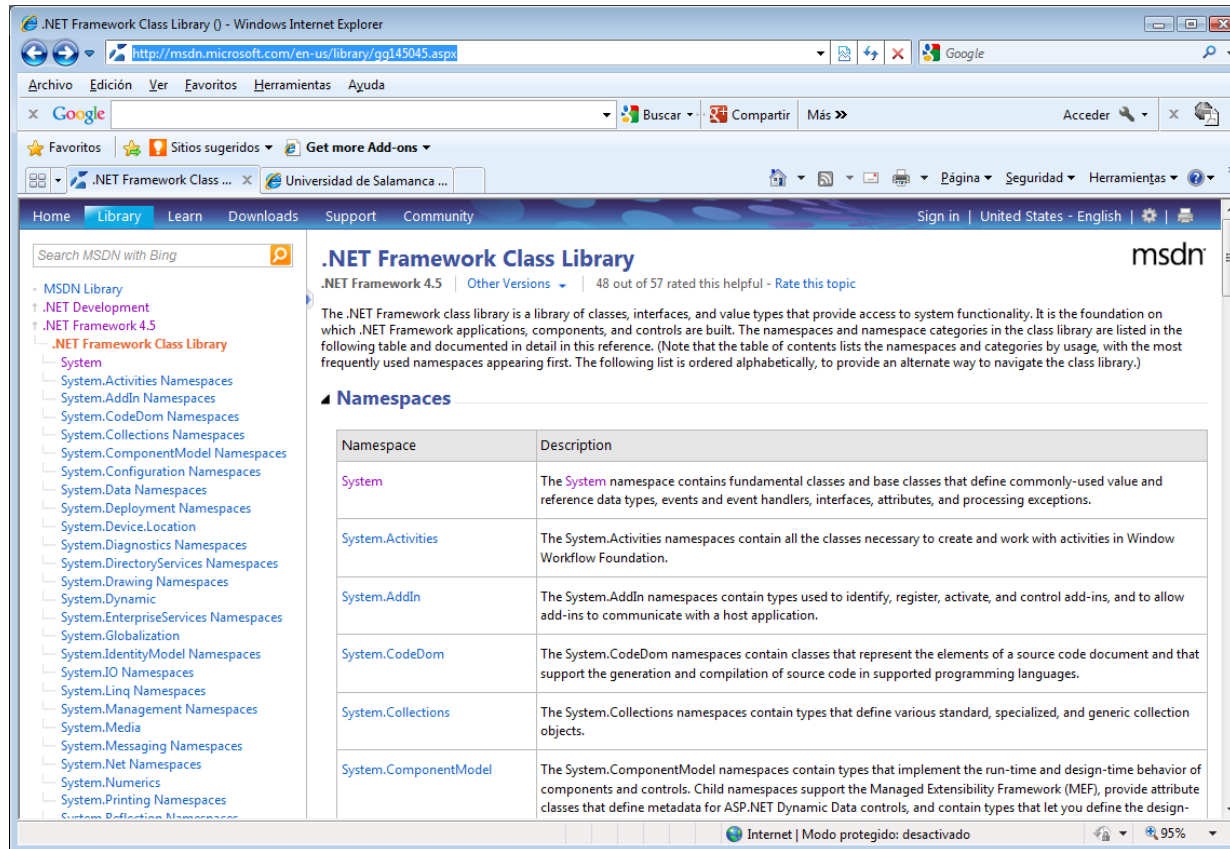 .NET Framework Class Library () - Windows Internet Explorer
http://msdn.microsoft.com/en-us/library/gg145045.aspx
Google
Archivo Edición Ver Favoritos Herramientas Ayuda
x Google Buscar Compartir Más » Acceder x
Favoritos Sitios sugeridos Get more Add-ons
.NET Framework Class ... X Universidad de Salamanca ... Página Seguridad Herramientas
Home Library Learn Downloads Support Community Sign in | United States - English | |
Search MSDN with Bing
MSDN Library
.NET Development
.NET Framework 4.5
.NET Framework Class Library
System
System.Activities Namespaces
System.AddIn Namespaces
System.CodeDom Namespaces
System.Collections Namespaces
System.ComponentModel Namespaces
System.Configuration Namespaces
System.Data Namespaces
System.Deployment Namespaces
System.Device.Location
System.Diagnostics Namespaces
System.DirectoryServices Namespaces
System.Drawing Namespaces
System.Dynamic
System.EnterpriseServices Namespaces
System.Globalization
System.IdentityModel Namespaces
System.IO Namespaces
System.Linq Namespaces
System.Management Namespaces
System.Media
System.Messaging Namespaces
System.Net Namespaces
System.Numerics
System.Printing Namespaces
System.Reflection Namespaces
msdn
.NET Framework Class Library
.NET Framework 4.5 | Other Versions | 48 out of 57 rated this helpful - Rate this topic
The .NET Framework class library is a library of classes, interfaces, and value types that provide access to system functionality. It is the foundation on
which .NET Framework applications, components, and controls are built. The namespaces and namespace categories in the class library are listed in the
following table and documented in detail in this reference. (Note that the table of contents lists the namespaces and categories by usage, with the most
frequently used namespaces appearing first. The following list is ordered alphabetically, to provide an alternate way to navigate the class library.)
Namespaces
Namespace Description
System The System namespace contains fundamental classes and base classes that define commonly-used value and
reference data types, events and event handlers, interfaces, attributes, and processing exceptions.
System.Activities The System.Activities namespaces contain all the classes necessary to create and work with activities in Window
Workflow Foundation.
System.AddIn The System.AddIn namespaces contain types used to identify, register, activate, and control add-ins, and to allow
add-ins to communicate with a host application.
System.CodeDom The System.CodeDom namespaces contain classes that represent the elements of a source code document and that
support the generation and compilation of source code in supported programming languages.
System.Collections The System.Collections namespaces contain types that define various standard, specialized, and generic collection
objects.
System.ComponentModel The System.ComponentModel namespaces contain types that implement the run-time and design-time behavior of
components and controls. Child namespaces support the Managed Extensibility Framework (MEF), provide attribute
classes that define metadata for ASP.NET Dynamic Data controls, and contain types that let you define the design-
Internet | Modo protegido: desactivado 95%